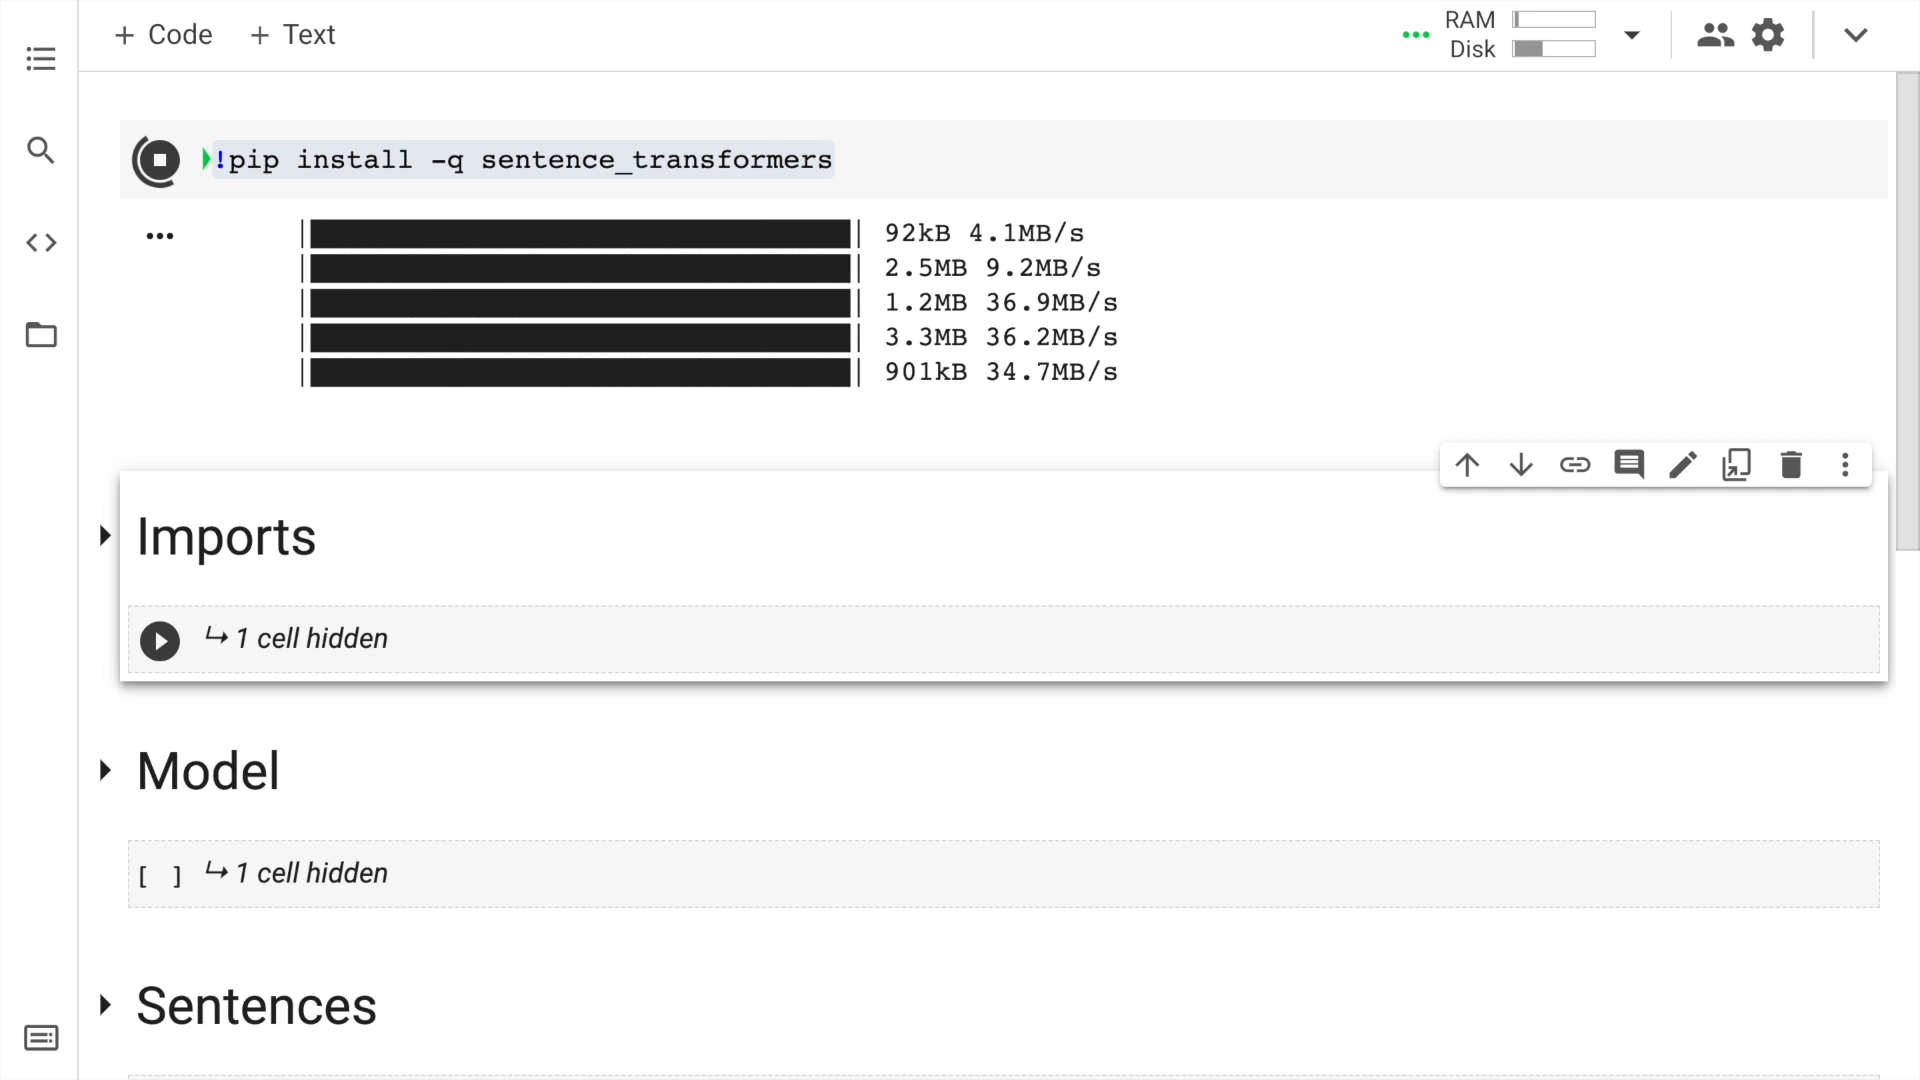 + Code + Text
RAM
Disk
!pip install -q sentence_transformers
92kB 4.1MB/s
2.5MB 9.2MB/s
1.2MB 36.9MB/s
3.3MB 36.2MB/s
901kB 34.7MB/s
Imports
1 cell hidden
Model
[ ] 1 cell hidden
Sentences